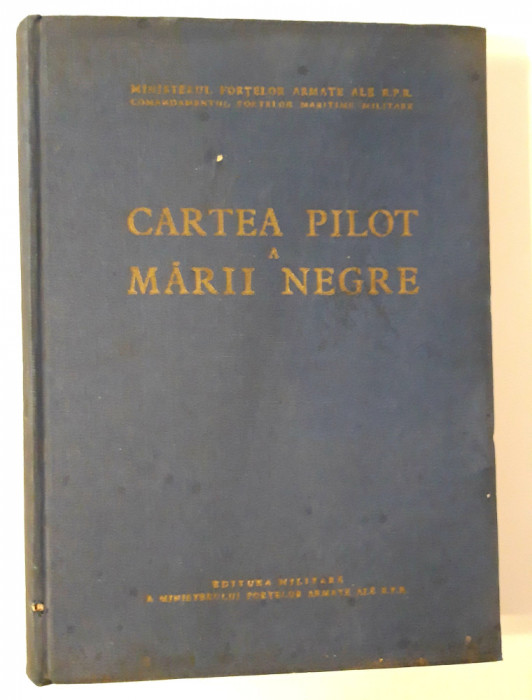 MINISTERUL FORȚELOR ARMATE ALE R.P.R.
COMANDAMENTUL FORȚELOR MARITIME MILITARE
CARTEA PILOT
A
MĂRII NEGRE
EDITURA MILITARĂ
A MINISTERULUI FORȚELOR ARMATE ALE R.P.R.